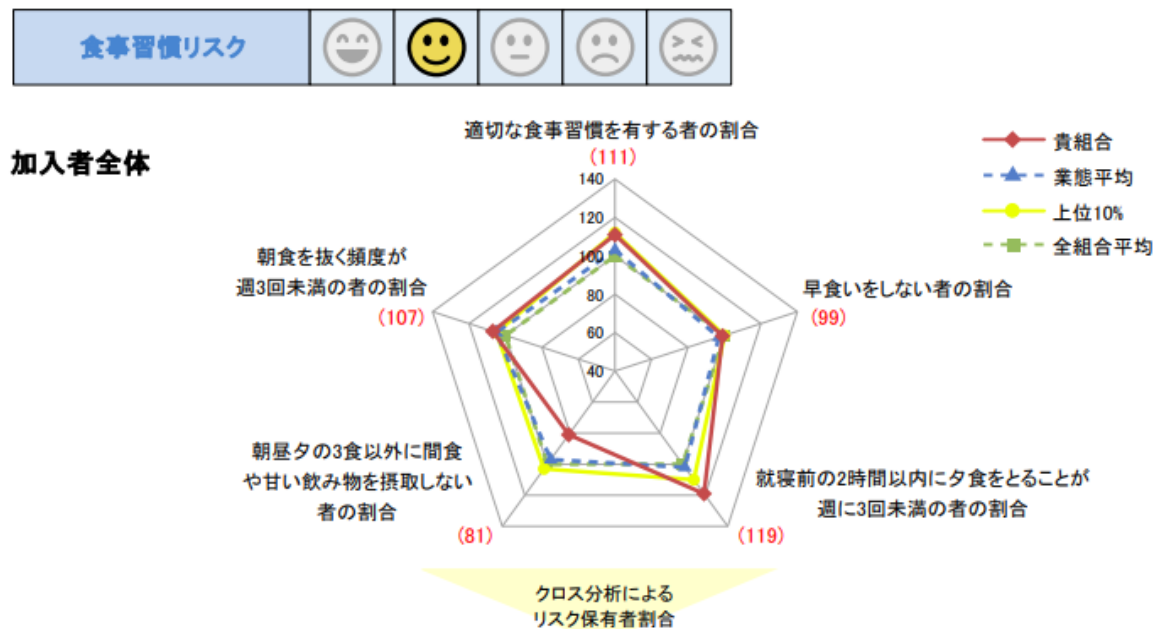 食事習慣リスク
加入者全体
適切な食事習慣を有する者の割合
(111)
貴組合
業態平均
上位10%
全組合平均
140
120
100
80
60
40
朝食を抜く頻度が
週3回未満の者の割合
(107)
早食いをしない者の割合
(99)
朝昼夕の3食以外に間食
や甘い飲み物を摂取しない
者の割合
(81)
就寝前の2時間以内に夕食をとることが
週に3回未満の者の割合
(119)
クロス分析による
リスク保有者割合